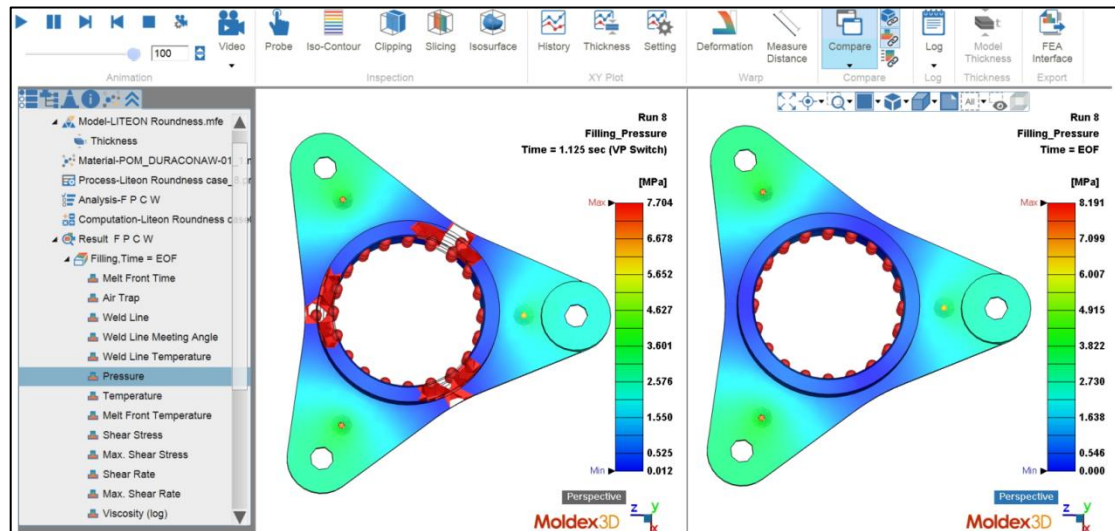 100
Video
Probe
Iso-Contour
Clipping
Slicing
Isosurface
History
Thickness
Setting
Deformation
Measure
Distance
Compare
Log
Model
Thickness
FEA
Interface
Animation
Inspection
XY Plot
Warp
Compare
Log
Thickness
Export
Model-LITEON Roundness.mfe
Thickness
Material-POM_DURACONAW-01_
Process-Liteon Roundness case_8.pr
Analysis-F P C W
Computation-Liteon Roundness case
Result F P C W
Filling,Time = EOF
Melt Front Time
Air Trap
Weld Line
Weld Line Meeting Angle
Weld Line Temperature
Pressure
Temperature
Melt Front Temperature
Shear Stress
Max. Shear Stress
Shear Rate
Max. Shear Rate
Viscosity (log)
Run 8
Filling_Pressure
Time = 1.125 sec (VP Switch)
[MPa]
Max 7.704
6.678
5.652
4.627
3.601
2.576
1.550
0.525
Min 0.012
Perspective
Moldex3D
z y
x
All
Run 8
Filling_Pressure
Time = EOF
[MPa]
Max 8.191
7.099
6.007
4.915
3.822
2.730
1.638
0.546
Min 0.000
Perspective
Moldex3D
z y
x